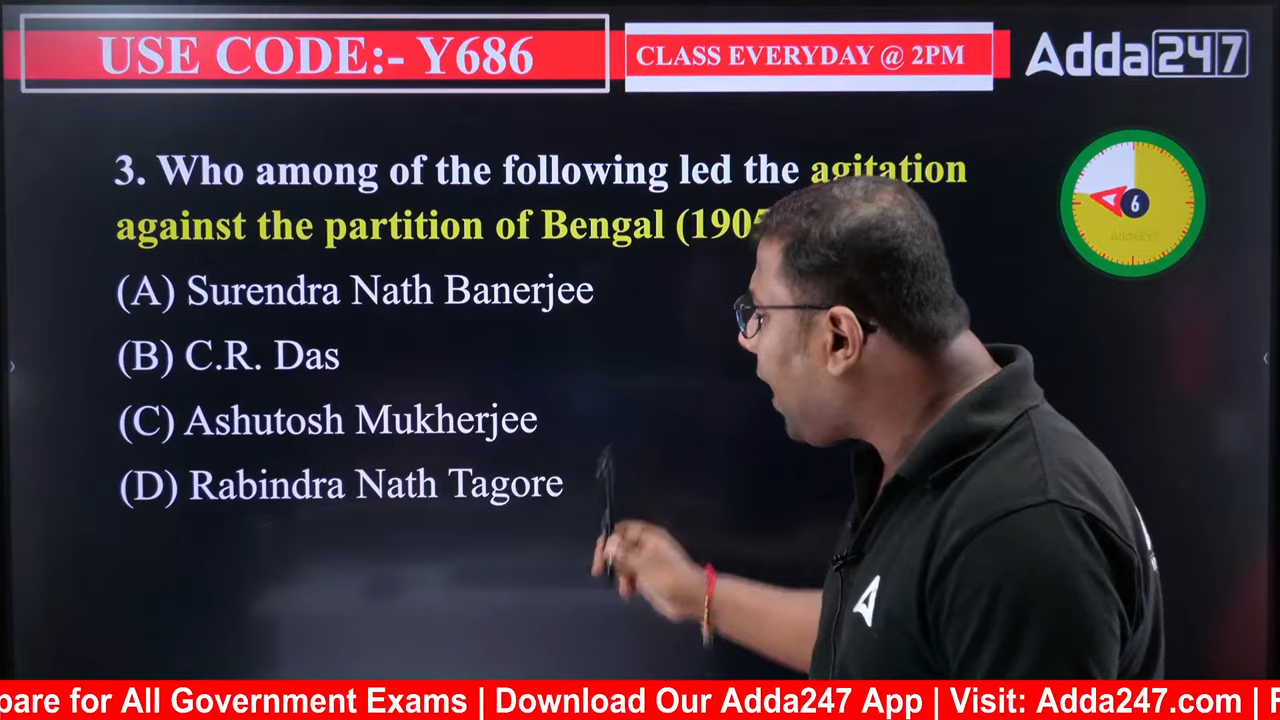 USE CODE:- Y686
CLASS EVERYDAY @ 2PM
Adda247
3. Who among of the following led the agitation
against the partition of Bengal (1905
(A) Surendra Nath Banerjee
(B) C.R. Das
(C) Ashutosh Mukherjee
(D) Rabindra Nath Tagore
6
Adda247
pare for All Government Exams | Download Our Adda247 App | Visit: Adda247.com |